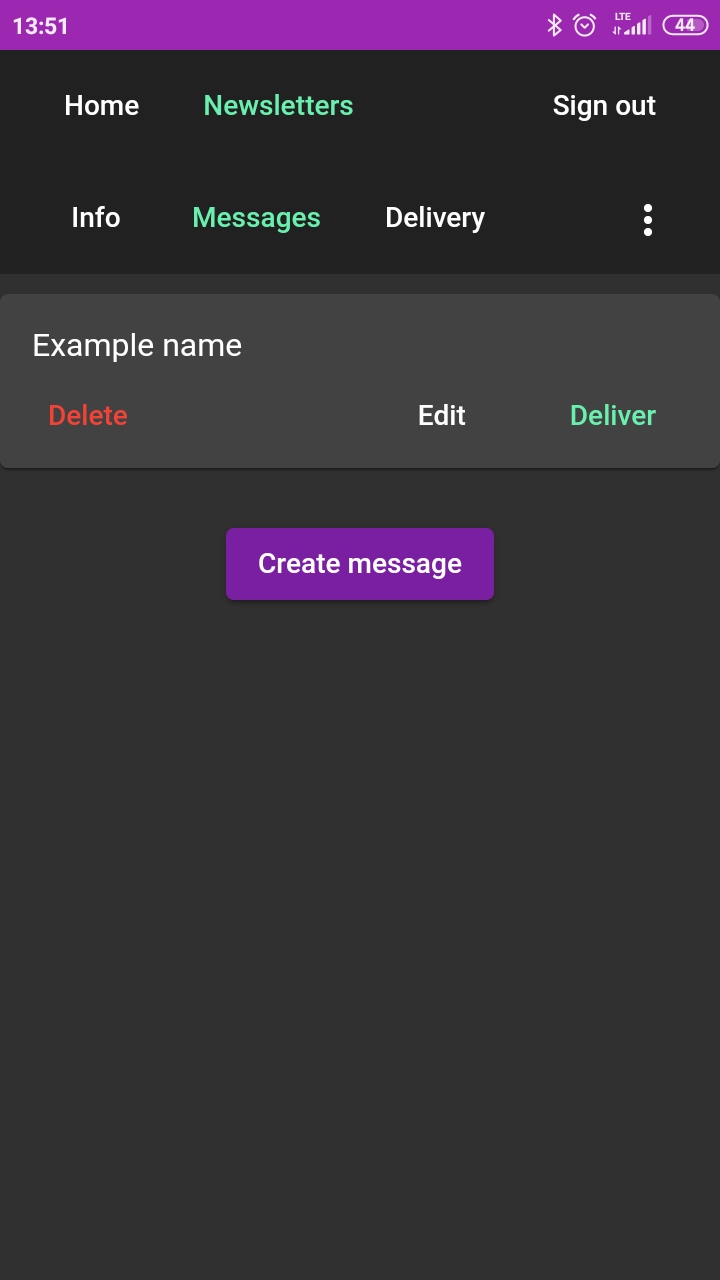 13:51 LTE 44
Home Newsletters Sign out
Info Messages Delivery
Example name
Delete Edit Deliver
Create message